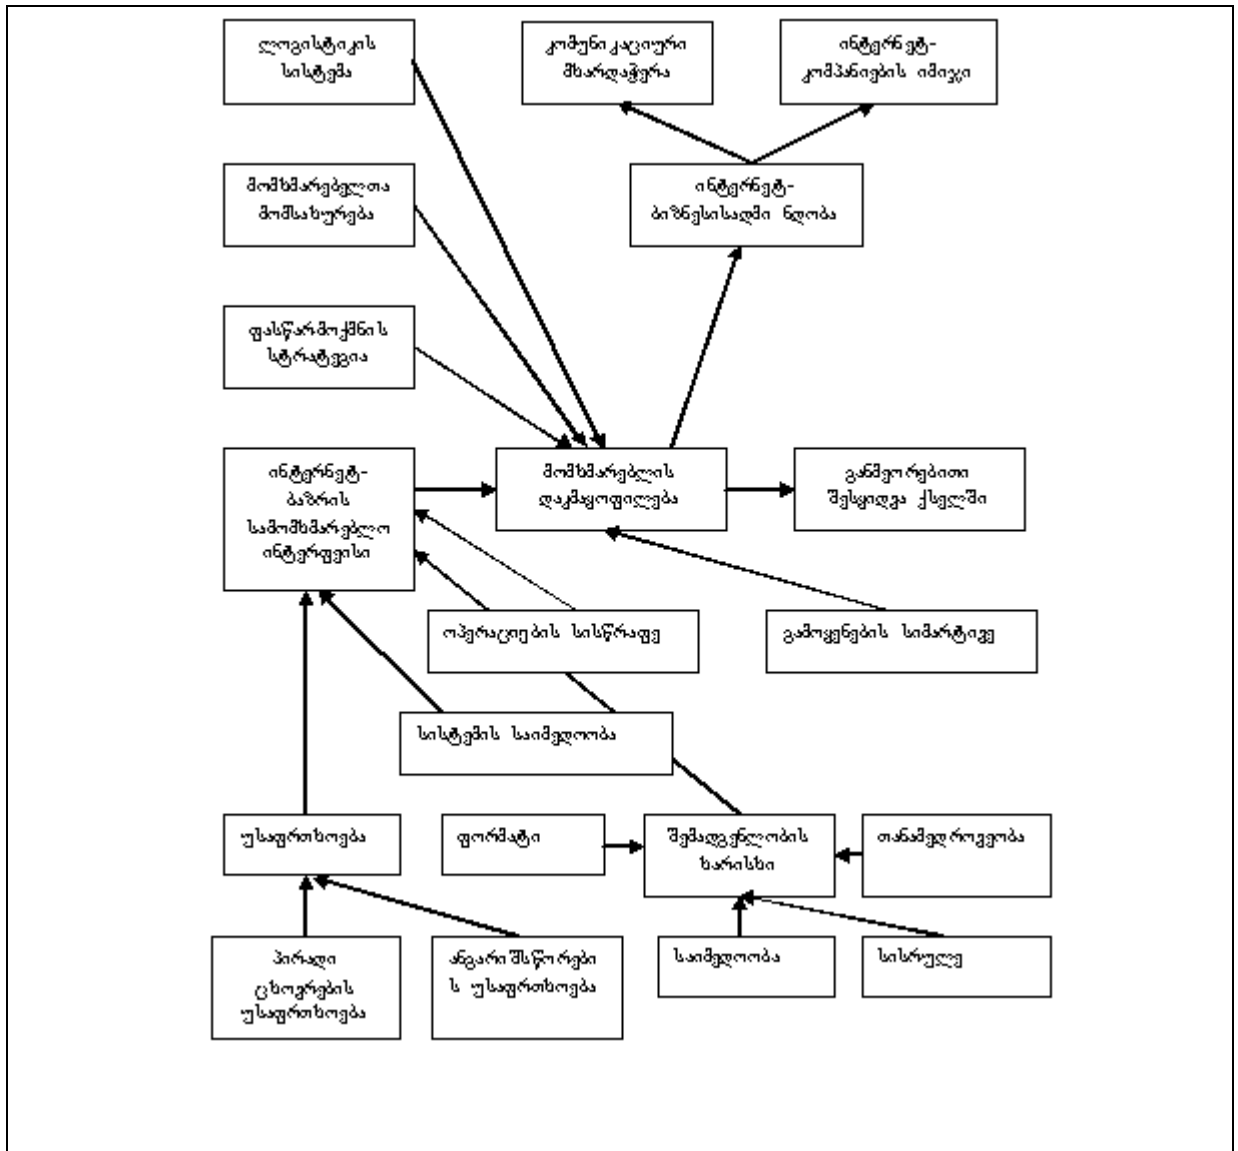 ლოგისტიკის
სისტემა
კომუნიკაციური
მხარდაჭერა
ინტერნეტ-
კომპანიების იმიჯი
მომხმარებელთა
მომსახურება
ინტერნეტ-
ბიზნესისადმი ნდობა
ფასწარმოქმნის
სტრატეგია
ინტერნეტ-
ბაზრის
სამომხმარებლო
ინტერფეისი
მომხმარებლის
დაკმაყოფილება
განმეორებითი
შესყიდვა ქსელში
ოპერაციების სისწრაფე
გამოყენების სიმარტივე
სისტემის საიმედოობა
უსაფრთხოება
ფორმატი
შემადგენლობის
ხარისხი
თანამედროვეობა
პირადი
ცხოვრების
უსაფრთხოება
ანგარიშსწორები
ს უსაფრთხოება
საიმედოობა
სისრულე